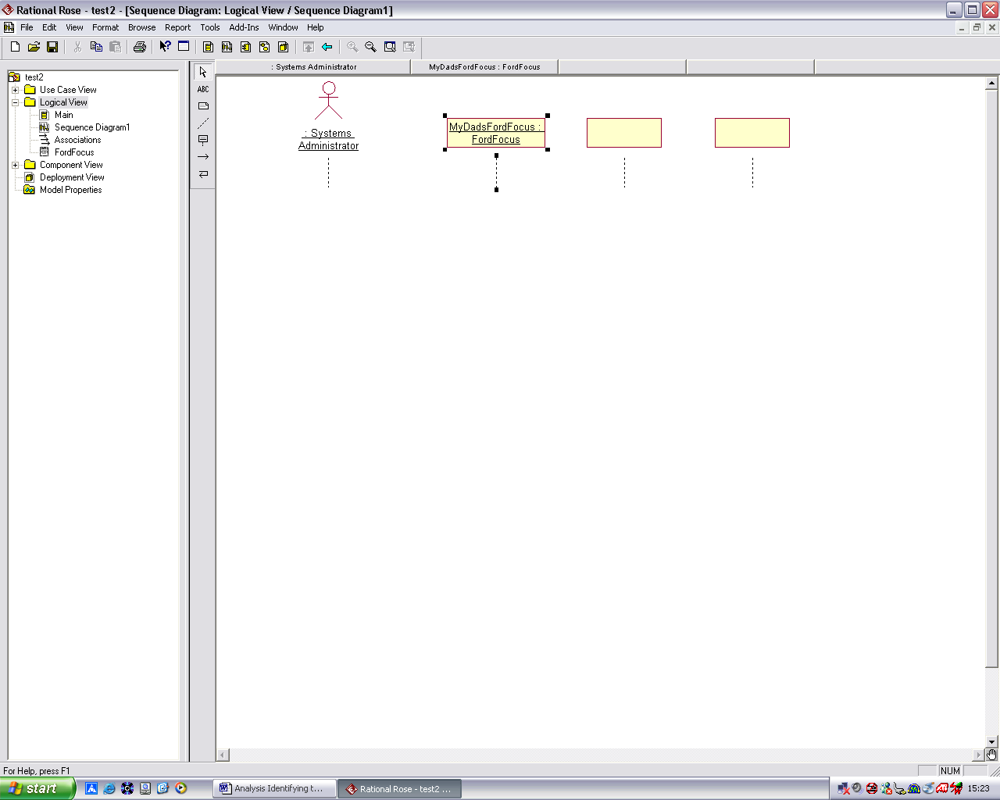 Rational Rose - test2 - [Sequence Diagram: Logical View / Sequence Diagram1]
File Edit View Format Browse Report Tools Add-Ins Window Help
: Systems Administrator
MyDadsFordFocus : FordFocus
test2
Use Case View
Logical View
Main
Sequence Diagram1
Associations
FordFocus
Component View
Deployment View
Model Properties
ABC
: Systems
Administrator
MyDadsFordFocus :
FordFocus
For Help, press F1
NUM
start
Analysis Identifying t...
Rational Rose - test2 ...
15:23